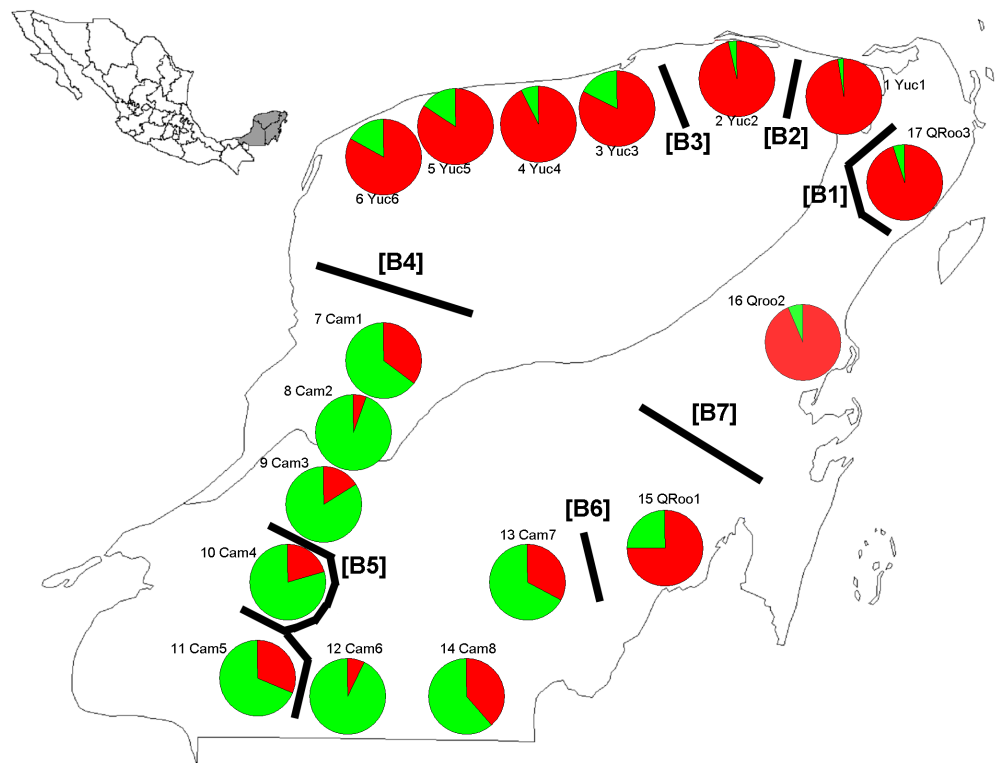 1 Yuc1
2 Yuc2
[B2]
17 QRoo3
[B3]
3 Yuc3
4 Yuc4
5 Yuc5
6 Yuc6
[B1]
[B4]
16 Qroo2
7 Cam1
8 Cam2
[B7]
9 Cam3
15 QRoo1
[B6]
13 Cam7
10 Cam4
[B5]
11 Cam5
12 Cam6
14 Cam8